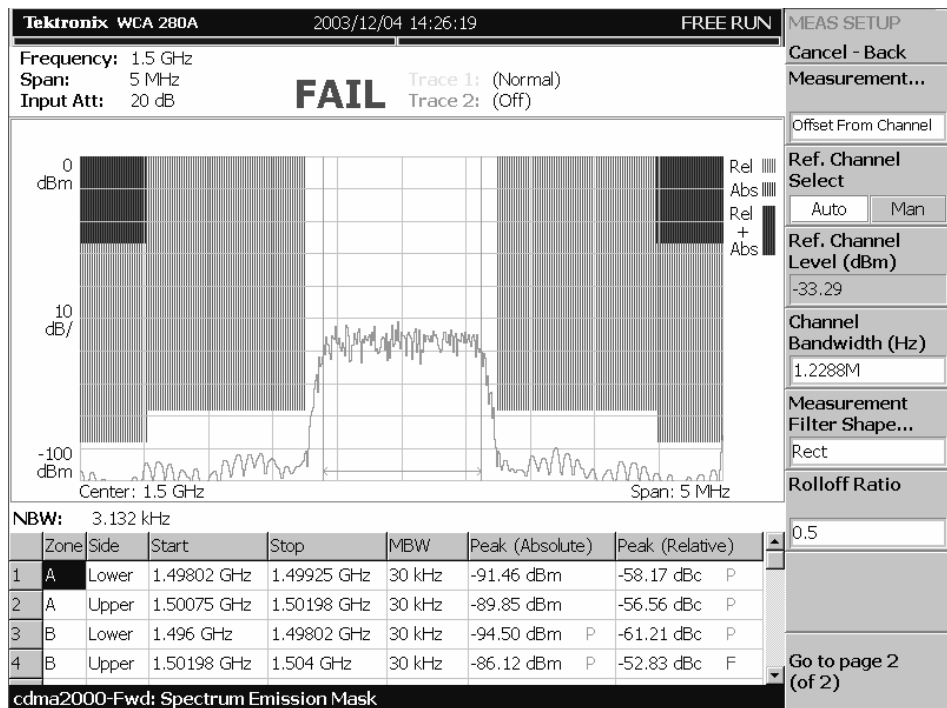 Tektronix WCA 280A 2003/12/04 14:26:19 FREE RUN
Frequency: 1.5 GHz
Span: 5 MHz
Input Att: 20 dB
FAIL
Trace 1: (Normal)
Trace 2: (Off)
0
dBm
10
dB/
-100
dBm
Rel
Abs
Rel
+
Abs
Center: 1.5 GHz Span: 5 MHz
NBW: 3.132 kHz
Zone Side Start Stop MBW Peak (Absolute) Peak (Relative)
1 A Lower 1.49802 GHz 1.49925 GHz 30 kHz -91.46 dBm -58.17 dBc P
2 A Upper 1.50075 GHz 1.50198 GHz 30 kHz -89.85 dBm -56.56 dBc P
3 B Lower 1.496 GHz 1.49802 GHz 30 kHz -94.50 dBm P -61.21 dBc P
4 B Upper 1.50198 GHz 1.504 GHz 30 kHz -86.12 dBm P -52.83 dBc F
cdma2000-Fwd: Spectrum Emission Mask
MEAS SETUP
Cancel - Back
Measurement...
Offset From Channel
Ref. Channel
Select
Auto Man
Ref. Channel
Level (dBm)
-33.29
Channel
Bandwidth (Hz)
1.2288M
Measurement
Filter Shape...
Rect
Rolloff Ratio
0.5
Go to page 2
(of 2)